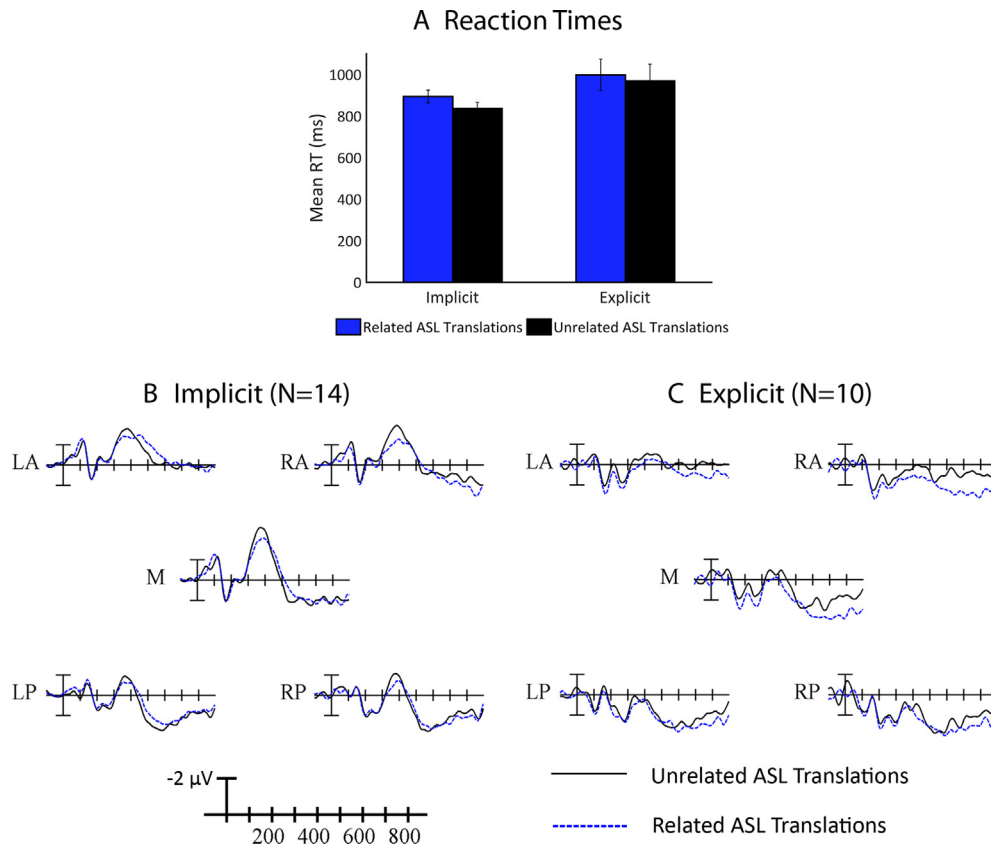 A Reaction Times
1000
800
600
400
200
0
Mean RT (ms)
Implicit Explicit
Related ASL Translations Unrelated ASL Translations
B Implicit (N=14)
LA RA
M
LP RP
C Explicit (N=10)
LA RA
M
LP RP
-2 µV
200 400 600 800
Unrelated ASL Translations
Related ASL Translations